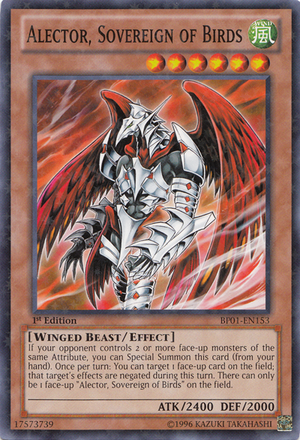 Alector, Sovereign of Birds
WIND
風
1st Edition
BP01-EN153
[Winged Beast/Effect]
If your opponent controls 2 or more face-up monsters of the
same Attribute, you can Special Summon this card (from your
hand). Once per turn: You can target 1 face-up card on the field;
that target's effects are negated during this turn. There can only
be 1 face-up "Alector, Sovereign of Birds" on the field.
ATK/2400 DEF/2000
17573739
©1996 KAZUKI TAKAHASHI